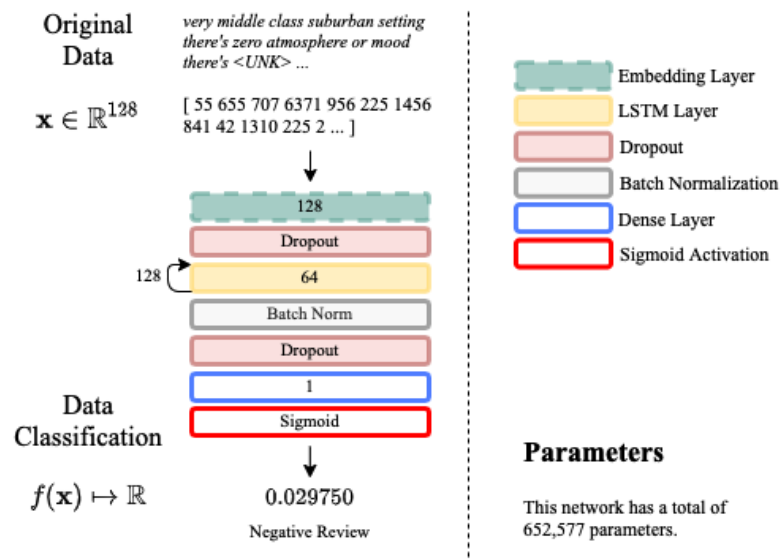 Original
Data
very middle class suburban setting
there's zero atmosphere or mood
there's <UNK> ...
x ∈ ℝ¹²⁸
[ 55 655 707 6371 956 225 1456
841 42 1310 225 2 ... ]
128
Dropout
128
64
Batch Norm
Dropout
1
Sigmoid
Data
Classification
f(x) ↦ ℝ
0.029750
Negative Review
Embedding Layer
LSTM Layer
Dropout
Batch Normalization
Dense Layer
Sigmoid Activation
Parameters
This network has a total of
652,577 parameters.